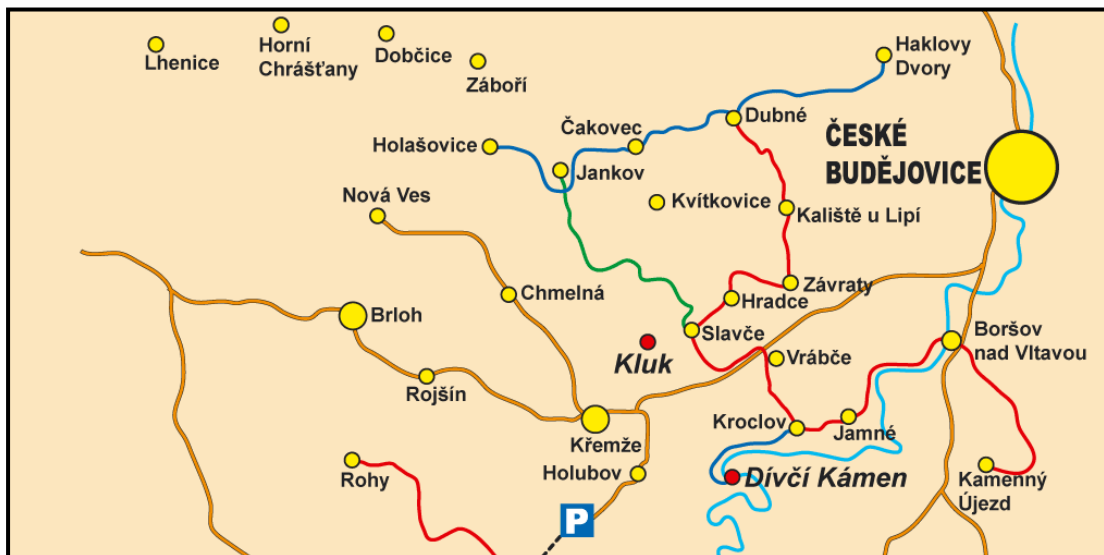 Lhenice
Horní
Chrášťany
Dobčice
Záboří
Haklovy
Dvory
Dubné
Čakovec
Holašovice
Jankov
ČESKÉ
BUDĚJOVICE
Nová Ves
Kvítkovice
Kaliště u Lipí
Chmelná
Závraty
Hradce
Brloh
Slavče
Boršov
nad Vltavou
Kluk
Vrábče
Rojšín
Kroclov
Jamné
Křemže
Rohy
Holubov
Dívčí Kámen
Kamenný
Újezd
P